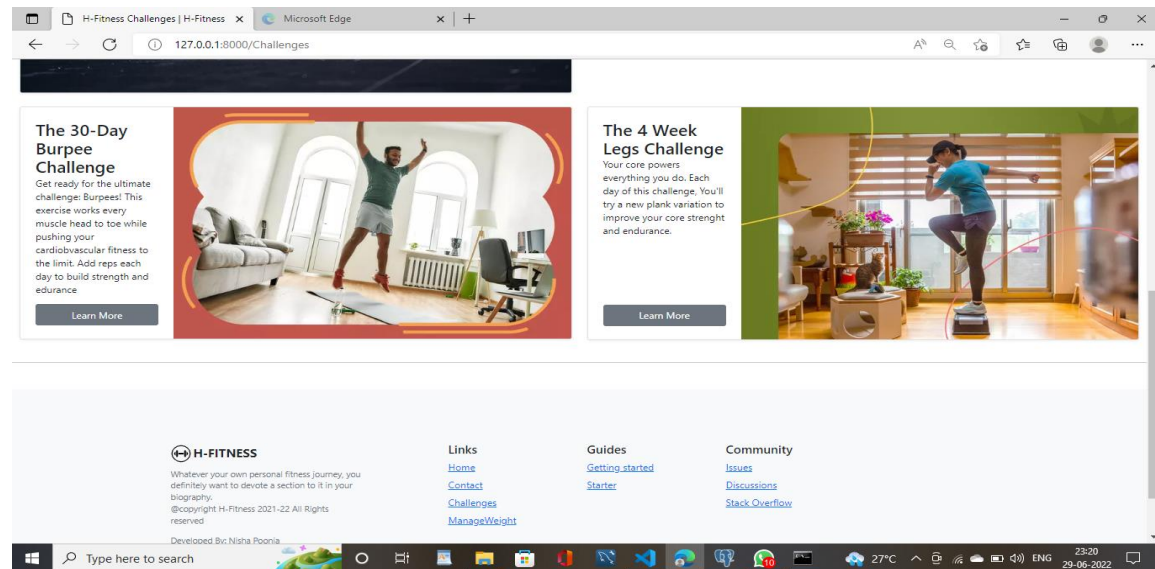 H-Fitness Challenges | H-Fitness
Microsoft Edge
127.0.0.1:8000/Challenges
The 30-Day
Burpee
Challenge
Get ready for the ultimate
challenge: Burpees! This
exercise works every
muscle head to toe while
pushing your
cardiobvascular fitness to
the limit. Add reps each
day to build strength and
edurance
Learn More
The 4 Week
Legs Challenge
Your core powers
everything you do. Each
day of this challenge, You'll
try a new plank variation to
improve your core strenght
and endurance.
Learn More
H-FITNESS
Whatever your own personal fitness journey, you
definitely want to devote a section to it in your
biography.
@copyright H-Fitness 2021-22 All Rights
reserved
Developed By: Nisha Poonia
Links
Home
Contact
Challenges
ManageWeight
Guides
Getting started
Starter
Community
Issues
Discussions
Stack Overflow
Type here to search
10
27°C
ENG
23:20
29-06-2022